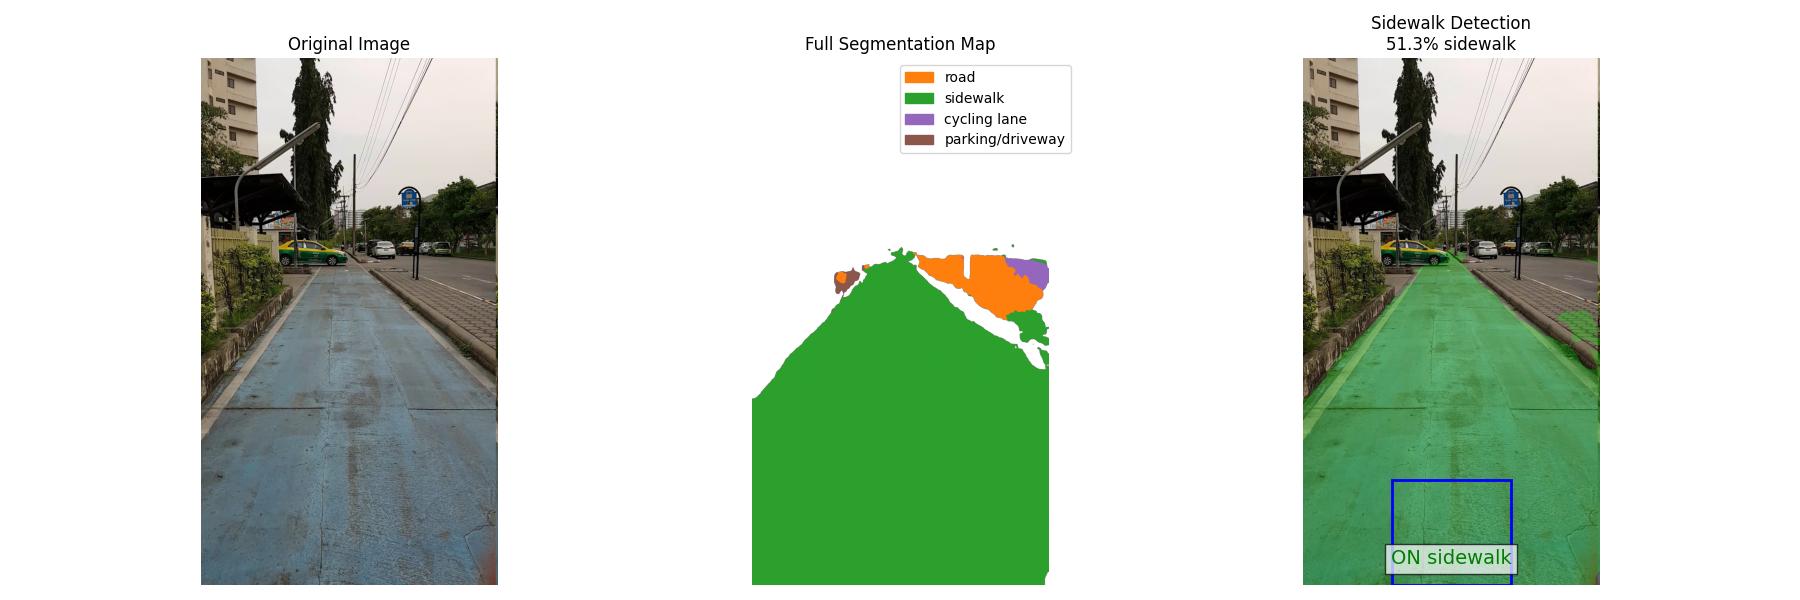 Original Image
Full Segmentation Map
road
sidewalk
cycling lane
parking/driveway
Sidewalk Detection
51.3% sidewalk
ON sidewalk